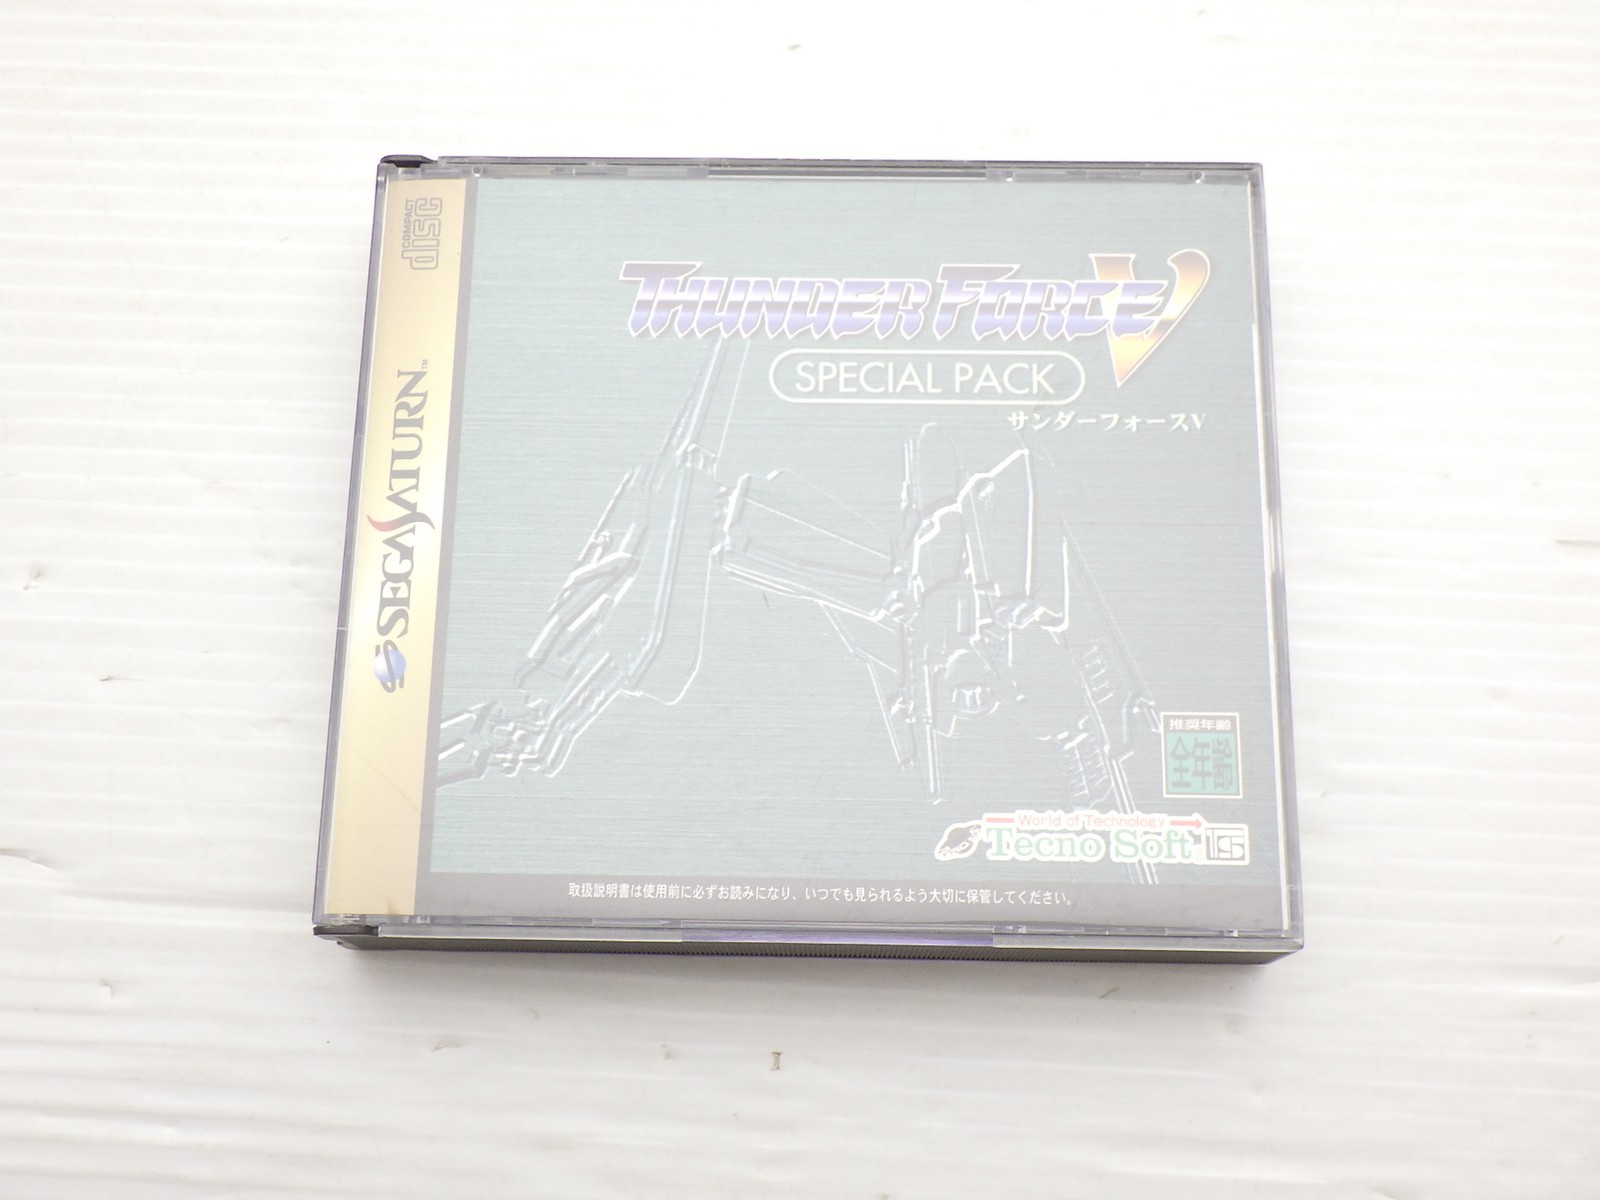 COMPACT
disc
SEGA SATURN™
THUNDER FORCE V
SPECIAL PACK
サンダーフォースV
推奨年齢
全年齢
World of Technology
Tecno Soft
TS
取扱説明書は使用前に必ずお読みになり、いつでも見られるよう大切に保管してください。